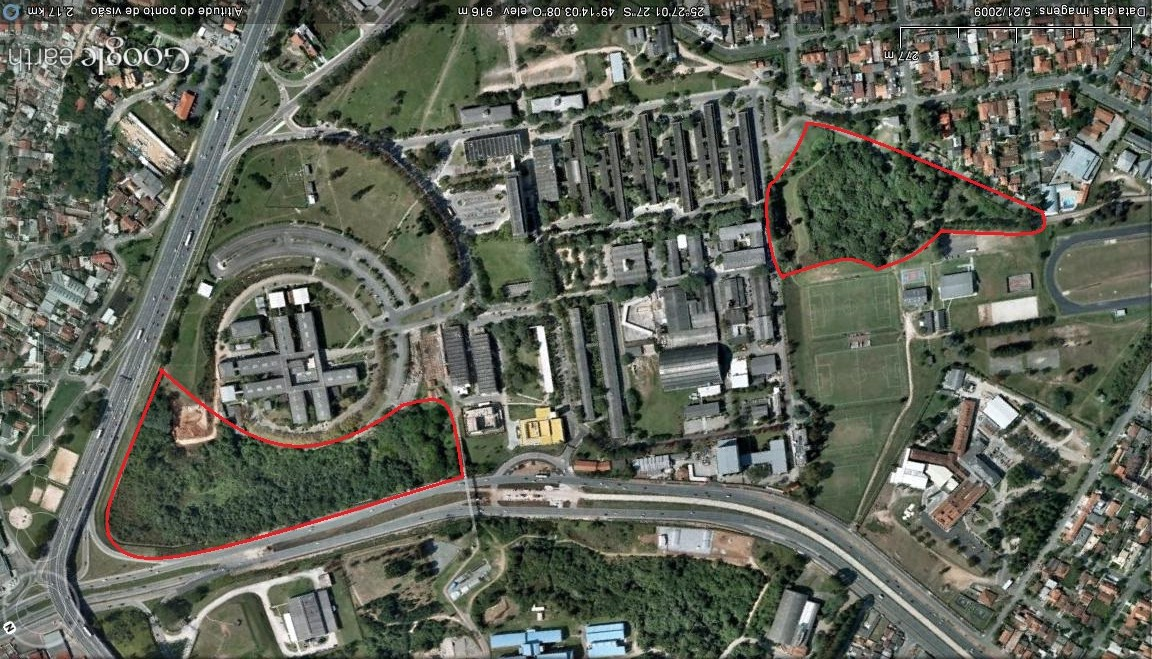 Data das imagens: 5/21/2009
25°27'01.27"S 49°14'03.08"O elev 916 m
Altitude do ponto de visão 2.17 km
277 m
Google earth
N